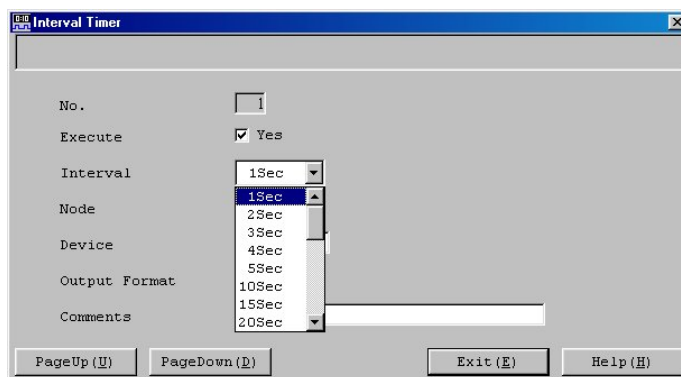 Interval Timer
No. 1
Execute Yes
Interval 1Sec
1Sec
Node 2Sec
3Sec
Device 4Sec
5Sec
Output Format 10Sec
15Sec
Comments 20Sec
PageUp(U) PageDown(D) Exit(E) Help(H)